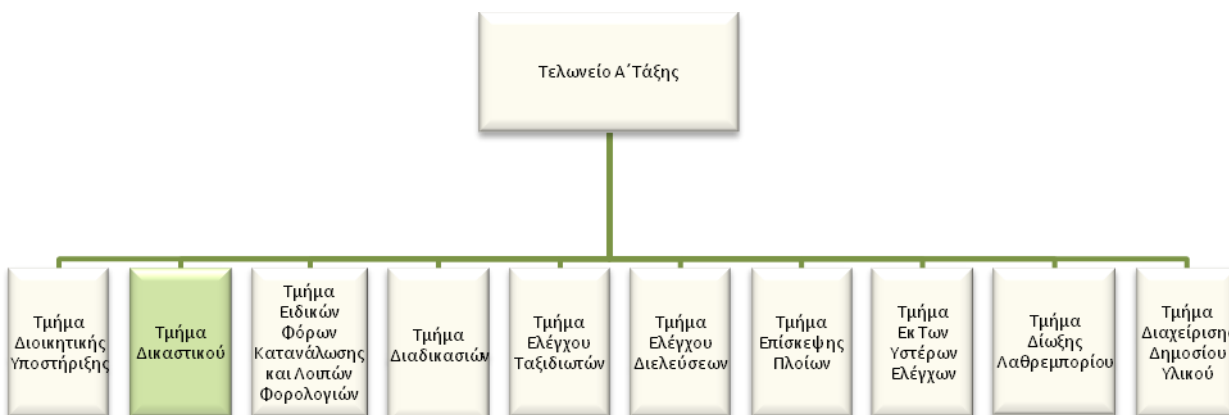 Τελωνείο Α΄Τάξης
Τμήμα
Διοικητικής
Υποστήριξης
Τμήμα
Δικαστικού
Τμήμα
Ειδικών
Φόρων
Κατανάλωσης
και Λοιπών
Φορολογιών
Τμήμα
Διαδικασιών
Τμήμα
Ελέγχου
Ταξιδιωτών
Τμήμα
Ελέγχου
Διελεύσεων
Τμήμα
Επίσκεψης
Πλοίων
Τμήμα
Εκ Των
Υστέρων
Ελέγχων
Τμήμα
Δίωξης
Λαθρεμπορίου
Τμήμα
Διαχείρισης
Δημοσίου
Υλικού